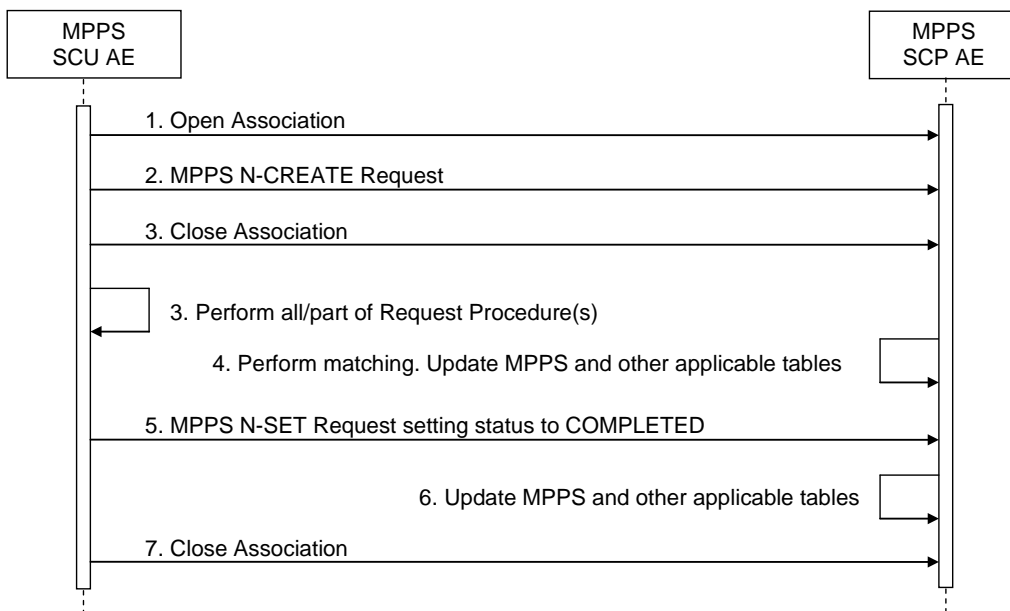 MPPS
SCU AE
MPPS
SCP AE
1. Open Association
2. MPPS N-CREATE Request
3. Close Association
3. Perform all/part of Request Procedure(s)
4. Perform matching. Update MPPS and other applicable tables
5. MPPS N-SET Request setting status to COMPLETED
6. Update MPPS and other applicable tables
7. Close Association